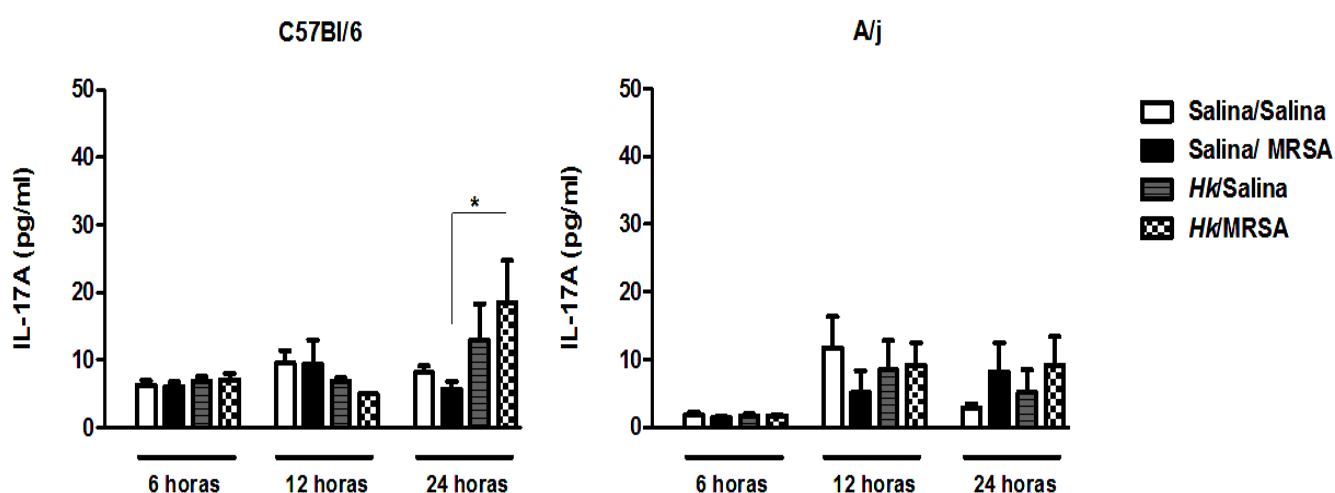 C57Bl/6
IL-17A (pg/ml)
50
40
30
20
10
0
*
6 horas
12 horas
24 horas
A/j
IL-17A (pg/ml)
50
40
30
20
10
0
6 horas
12 horas
24 horas
Salina/Salina
Salina/ MRSA
Hk/Salina
Hk/MRSA